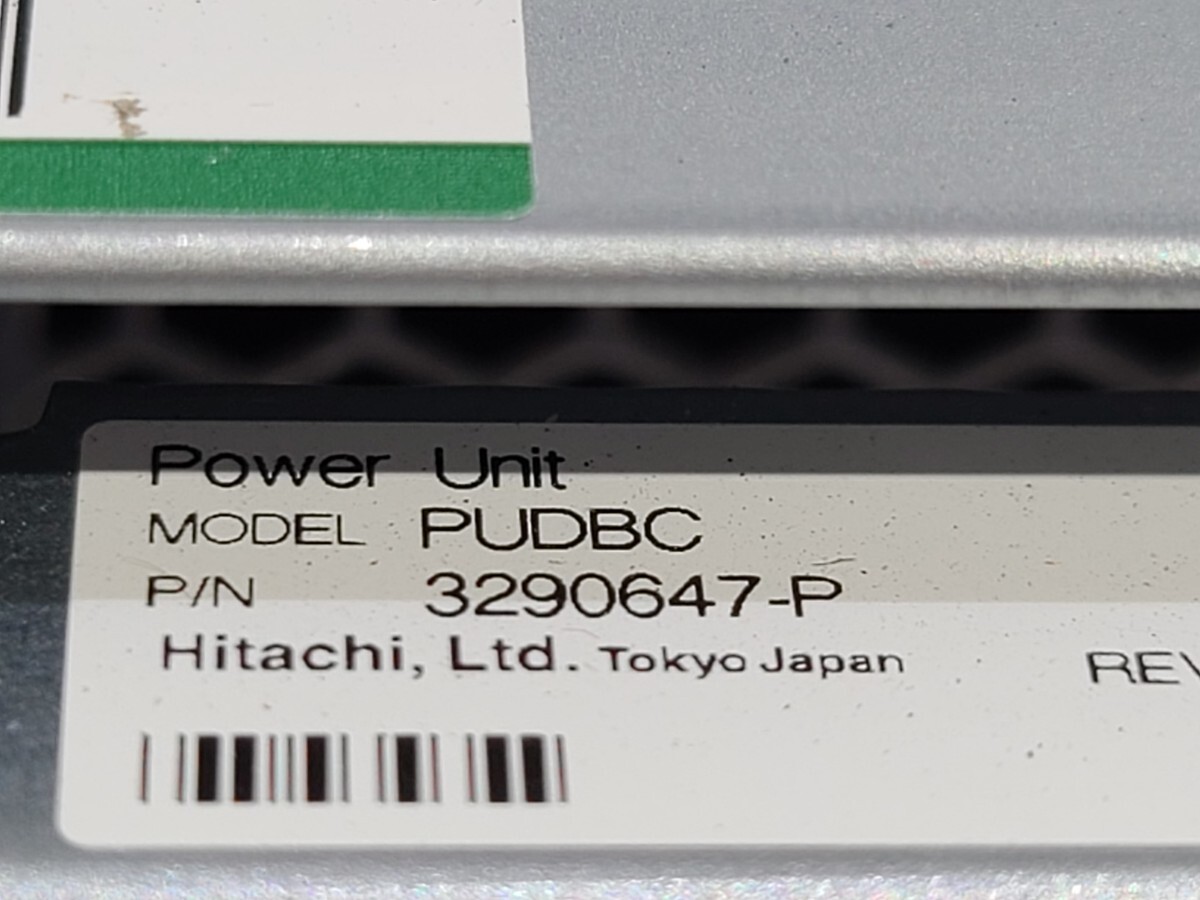 Power Unit
MODEL PUDBC
P/N 3290647-P
Hitachi, Ltd. Tokyo Japan
REV